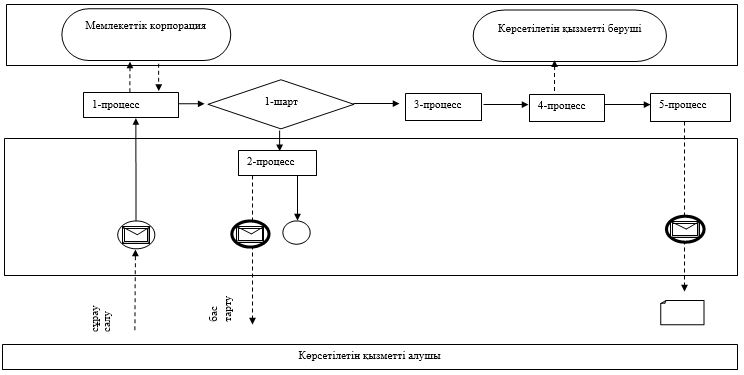 Мемлекеттік корпорация
Көрсетілетін қызметті беруші
1-процесс
1-шарт
3-процесс
4-процесс
5-процесс
2-процесс
сұрау
салу
бас
тарту
Көрсетілетін қызметті алушы